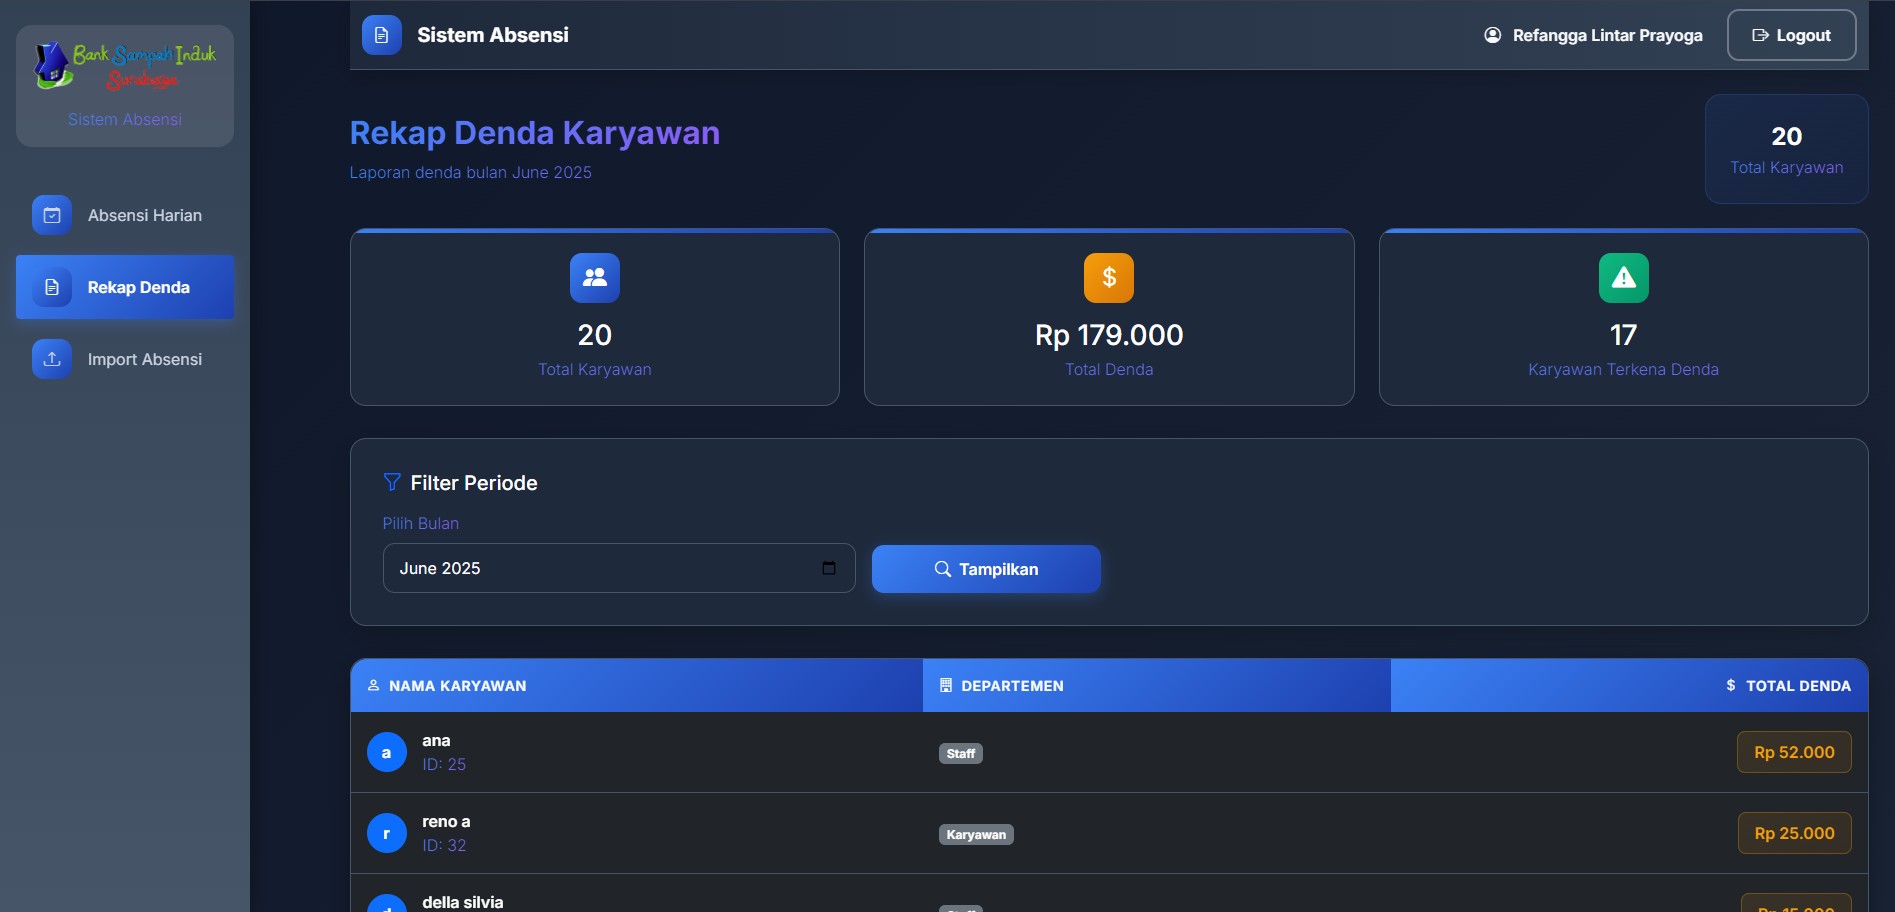 Bank Sampah Induk
Surabaya
Sistem Absensi
Absensi Harian
Rekap Denda
Import Absensi
Sistem Absensi
Refangga Lintar Prayoga
Logout
Rekap Denda Karyawan
Laporan denda bulan June 2025
20
Total Karyawan
20
Total Karyawan
$
Rp 179.000
Total Denda
17
Karyawan Terkena Denda
Filter Periode
Pilih Bulan
June 2025
Tampilkan
NAMA KARYAWAN
DEPARTEMEN
$ TOTAL DENDA
a
ana
ID: 25
Staff
Rp 52.000
r
reno a
ID: 32
Karyawan
Rp 25.000
della silvia